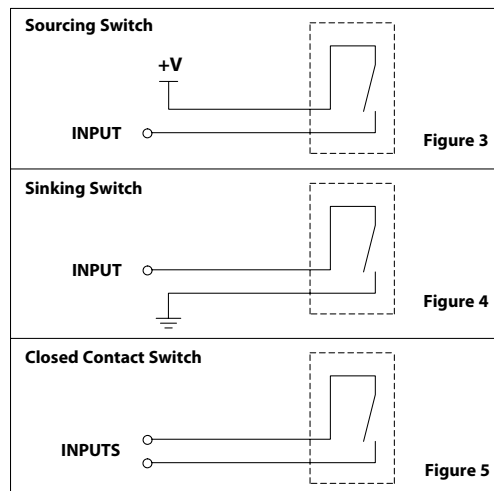 Sourcing Switch
+V
INPUT
Figure 3
Sinking Switch
INPUT
Figure 4
Closed Contact Switch
INPUTS
Figure 5